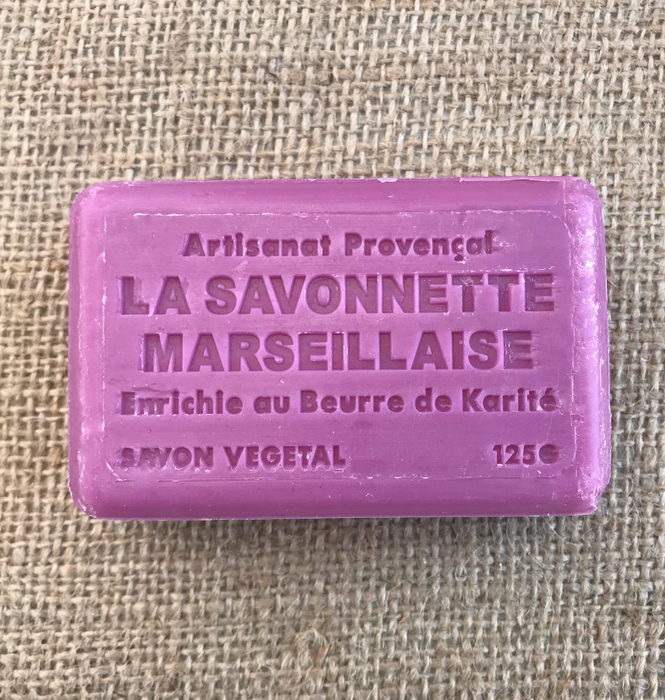 Artisanat Provençal
LA SAVONNETTE
MARSEILLAISE
Enrichie au Beurre de Karité
SAVON VEGETAL 125G